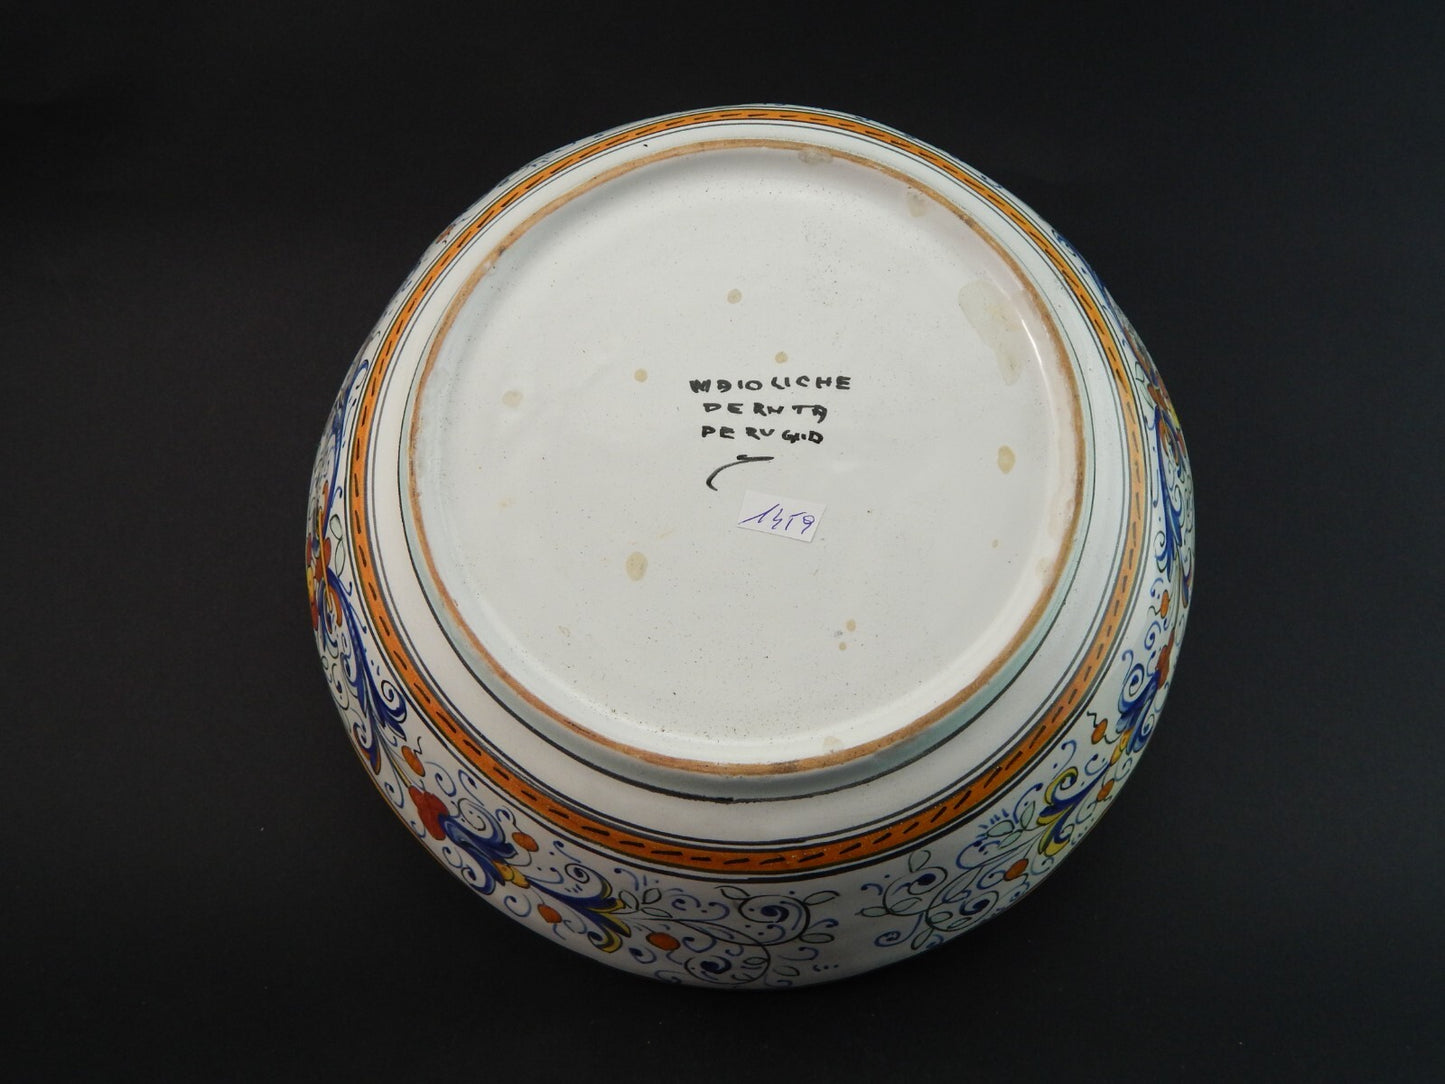 MAIOLICHE
DERUTA
PERUGIA
1459